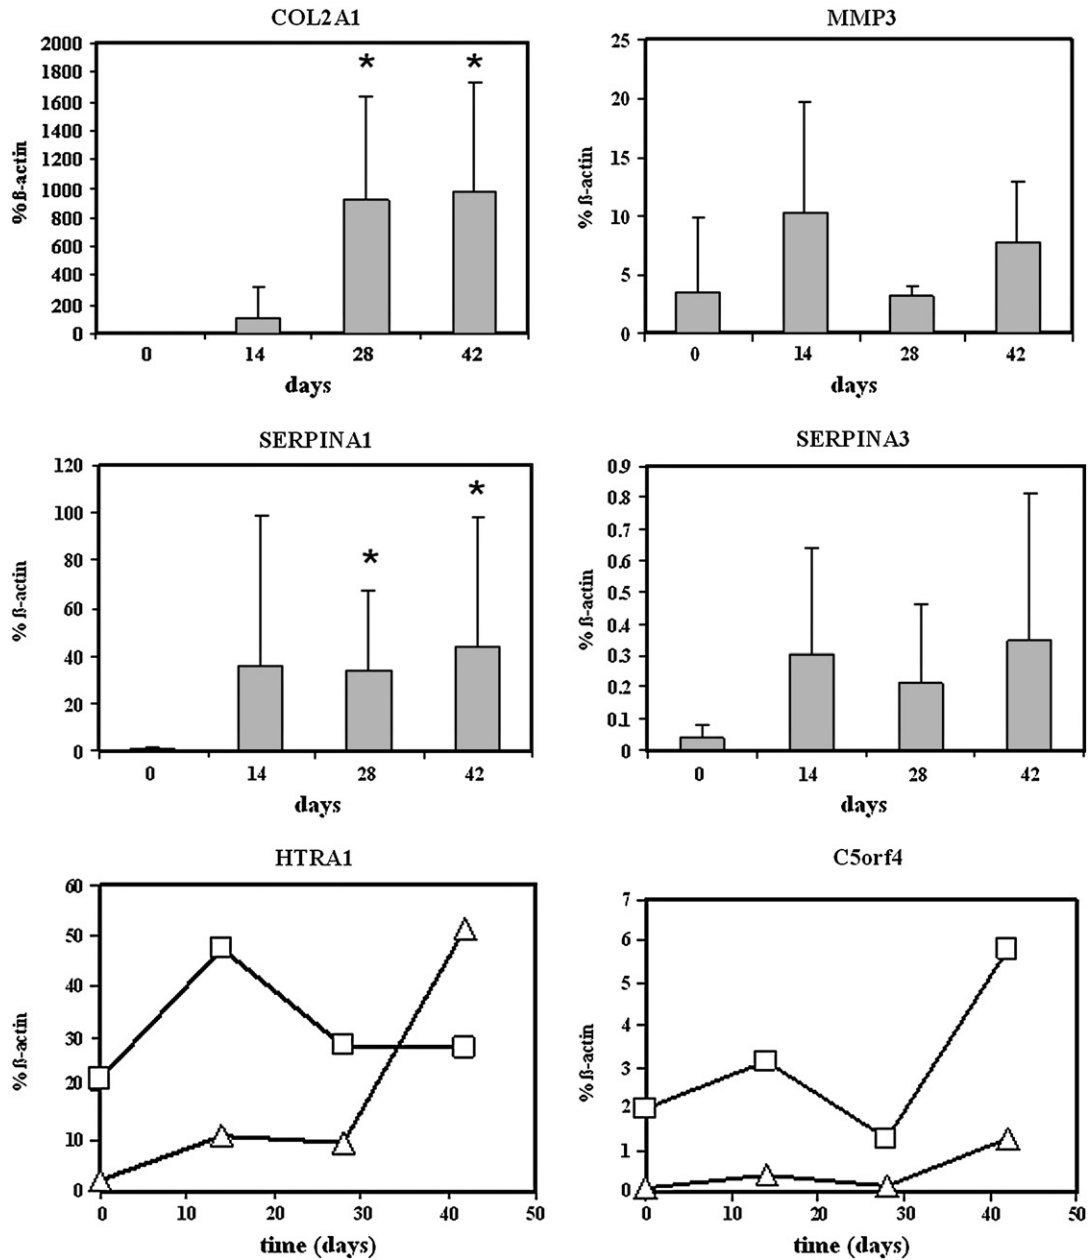 COL2A1
2000
1800
1600
1400
1200
1000
800
600
400
200
0
% ß-actin
* *
0 14 28 42
days
MMP3
25
20
15
10
5
0
% ß-actin
0 14 28 42
days
SERPINA1
120
100
80
60
40
20
0
% ß-actin
* *
0 14 28 42
days
SERPINA3
0.9
0.8
0.7
0.6
0.5
0.4
0.3
0.2
0.1
0
% ß-actin
0 14 28 42
days
HTRA1
60
50
40
30
20
10
0
% ß-actin
0 10 20 30 40 50
time (days)
C5orf4
7
6
5
4
3
2
1
0
% ß-actin
0 10 20 30 40 50
time (days)